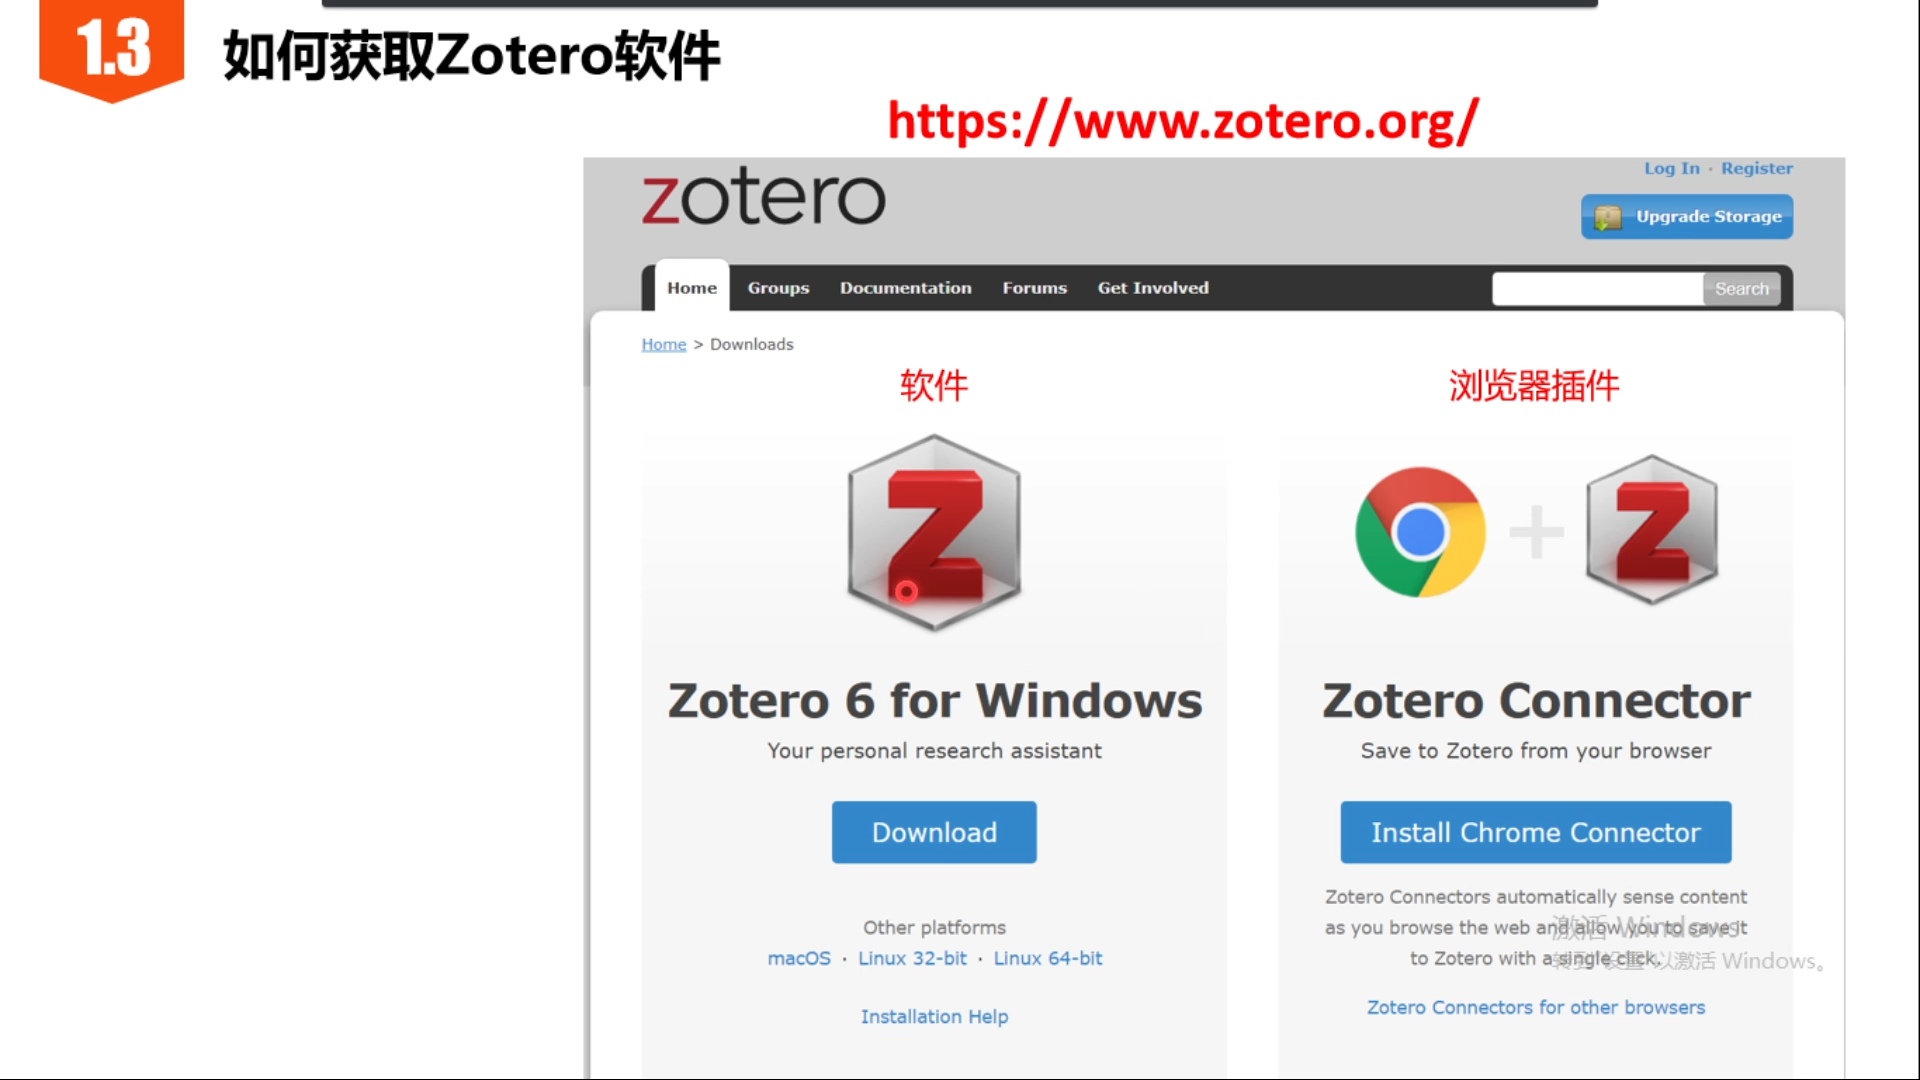 1.3
如何获取Zotero软件
https://www.zotero.org/
zotero
Log In · Register
Upgrade Storage
Home Groups Documentation Forums Get Involved
Search
Home > Downloads
软件
Zotero 6 for Windows
Your personal research assistant
Download
Other platforms
macOS · Linux 32-bit · Linux 64-bit
Installation Help
浏览器插件
Zotero Connector
Save to Zotero from your browser
Install Chrome Connector
Zotero Connectors automatically sense content
as you browse the web and allow you to save it
to Zotero with a single click.
Zotero Connectors for other browsers
激活 Windows
转到"设置"以激活 Windows。